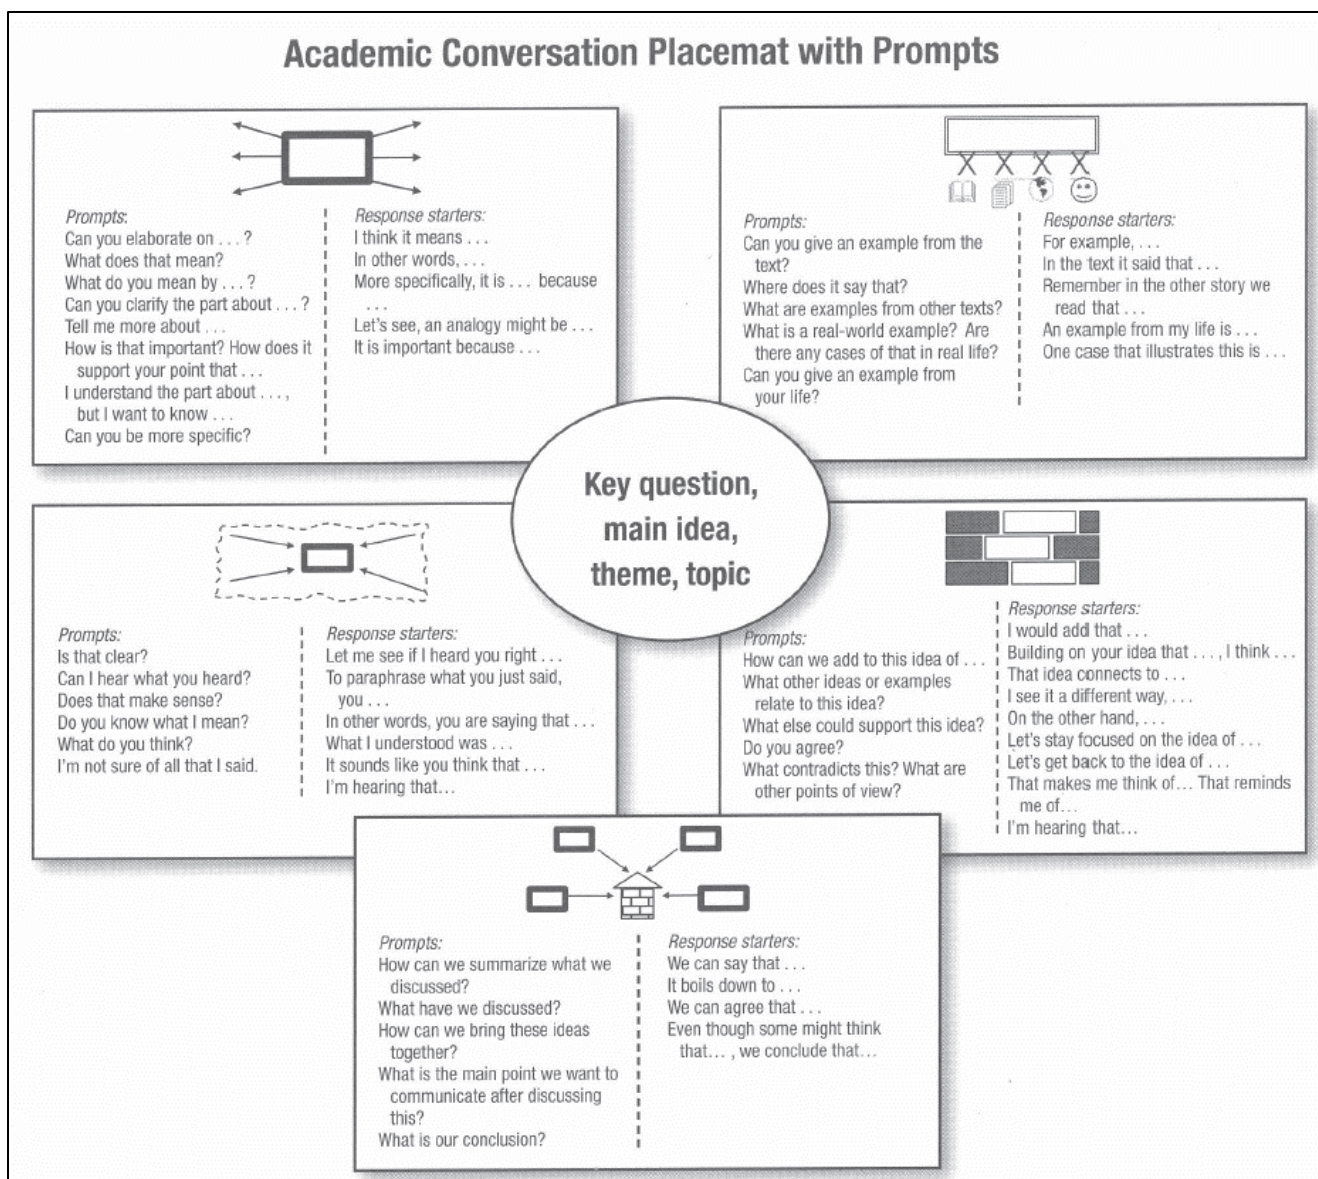 Academic Conversation Placemat with Prompts
Prompts:
Can you elaborate on . . . ?
What does that mean?
What do you mean by . . . ?
Can you clarify the part about . . . ?
Tell me more about . . .
How is that important? How does it
support your point that . . .
I understand the part about . . . ,
but I want to know . . .
Can you be more specific?
Response starters:
I think it means . . .
In other words, . . .
More specifically, it is . . . because
. . .
Let's see, an analogy might be . . .
It is important because . . .
Prompts:
Can you give an example from the
text?
Where does it say that?
What are examples from other texts?
What is a real-world example? Are
there any cases of that in real life?
Can you give an example from
your life?
Response starters:
For example, . . .
In the text it said that . . .
Remember in the other story we
read that . . .
An example from my life is . . .
One case that illustrates this is . . .
Key question,
main idea,
theme, topic
Prompts:
Is that clear?
Can I hear what you heard?
Does that make sense?
Do you know what I mean?
What do you think?
I'm not sure of all that I said.
Response starters:
Let me see if I heard you right . . .
To paraphrase what you just said,
you . . .
In other words, you are saying that . . .
What I understood was . . .
It sounds like you think that . . .
I'm hearing that...
Prompts:
How can we add to this idea of . . .
What other ideas or examples
relate to this idea?
What else could support this idea?
Do you agree?
What contradicts this? What are
other points of view?
Response starters:
I would add that . . .
Building on your idea that . . . , I think . . .
That idea connects to . . .
I see it a different way, . . .
On the other hand, . . .
Let's stay focused on the idea of . . .
Let's get back to the idea of . . .
That makes me think of... That reminds
me of...
I'm hearing that...
Prompts:
How can we summarize what we
discussed?
What have we discussed?
How can we bring these ideas
together?
What is the main point we want to
communicate after discussing
this?
What is our conclusion?
Response starters:
We can say that . . .
It boils down to . . .
We can agree that . . .
Even though some might think
that... , we conclude that...